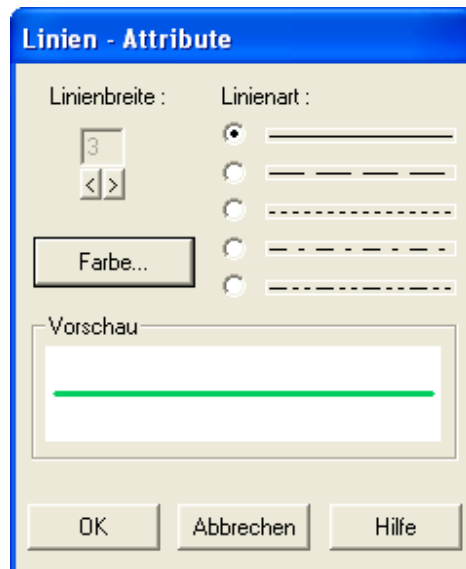 Linien - Attribute
Linienbreite :
Linienart :
3
< >
Farbe...
Vorschau
OK
Abbrechen
Hilfe